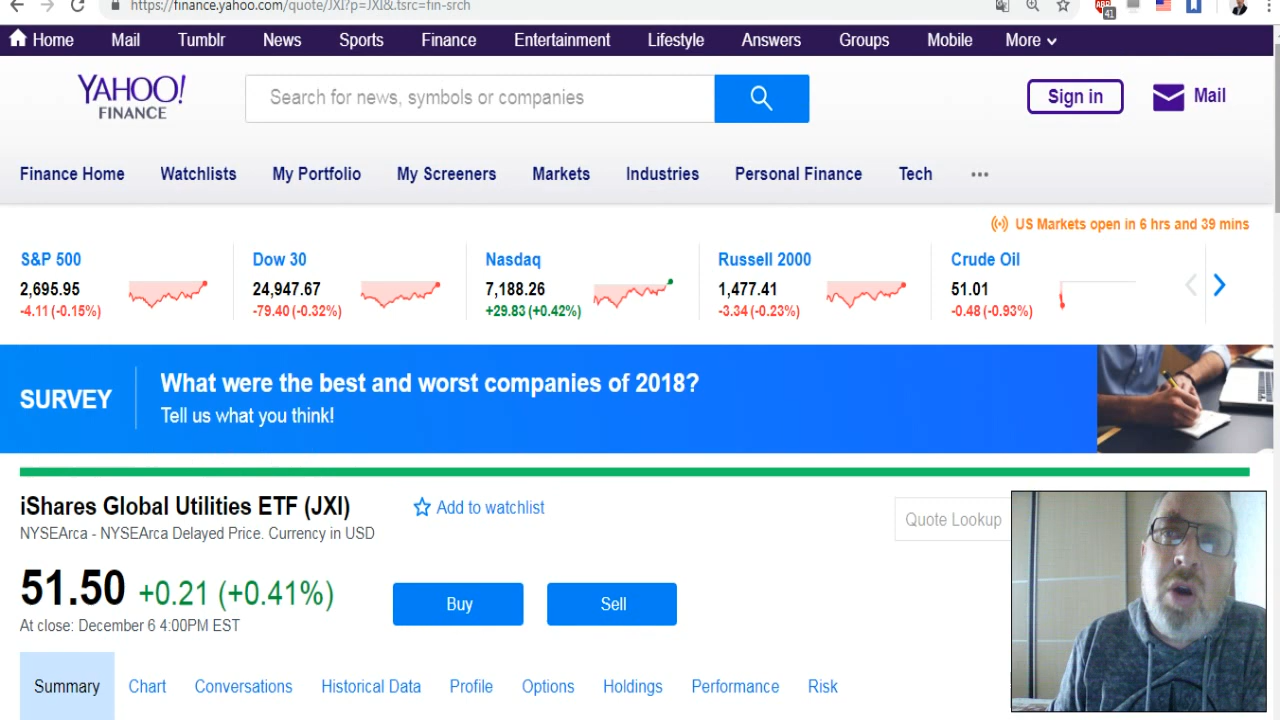 https://finance.yahoo.com/quote/JXI?p=JXI&.tsrc=fin-srch
41
Home Mail Tumblr News Sports Finance Entertainment Lifestyle Answers Groups Mobile More
YAHOO!
FINANCE
Search for news, symbols or companies
Sign in
Mail
Finance Home Watchlists My Portfolio My Screeners Markets Industries Personal Finance Tech •••
US Markets open in 6 hrs and 39 mins
S&P 500 Dow 30 Nasdaq Russell 2000 Crude Oil
2,695.95 24,947.67 7,188.26 1,477.41 51.01
-4.11 (-0.15%) -79.40 (-0.32%) +29.83 (+0.42%) -3.34 (-0.23%) -0.48 (-0.93%)
SURVEY
What were the best and worst companies of 2018?
Tell us what you think!
iShares Global Utilities ETF (JXI)
Add to watchlist
NYSEArca - NYSEArca Delayed Price. Currency in USD
Quote Lookup
51.50 +0.21 (+0.41%)
At close: December 6 4:00PM EST
Buy Sell
Summary Chart Conversations Historical Data Profile Options Holdings Performance Risk